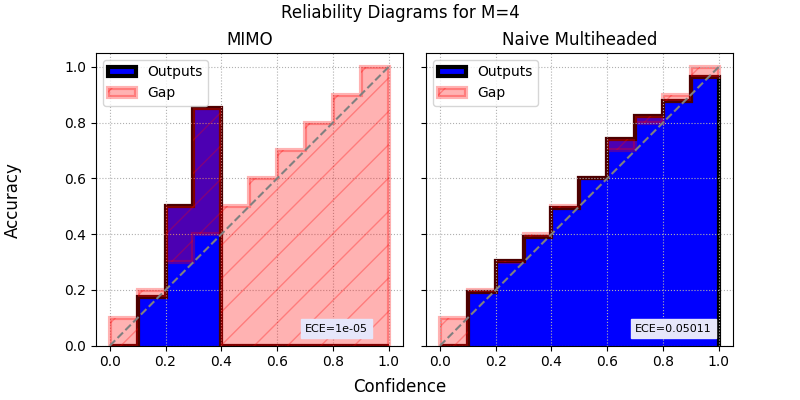 Reliability Diagrams for M=4
MIMO
Naive Multiheaded
Outputs
Gap
Outputs
Gap
Accuracy
1.0
0.8
0.6
0.4
0.2
0.0
ECE=1e-05
ECE=0.05011
0.0 0.2 0.4 0.6 0.8 1.0
0.0 0.2 0.4 0.6 0.8 1.0
Confidence